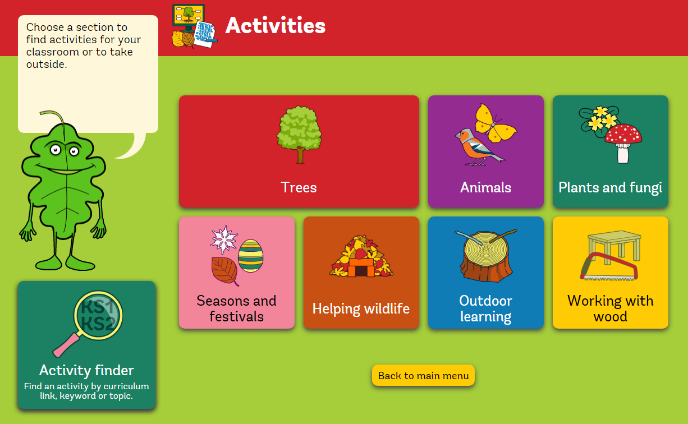 Activities
Choose a section to
find activities for your
classroom or to take
outside.
Trees
Animals
Plants and fungi
Seasons and
festivals
Helping wildlife
Outdoor
learning
Working with
wood
KS1
KS2
Activity finder
Find an activity by curriculum
link, keyword or topic.
Back to main menu